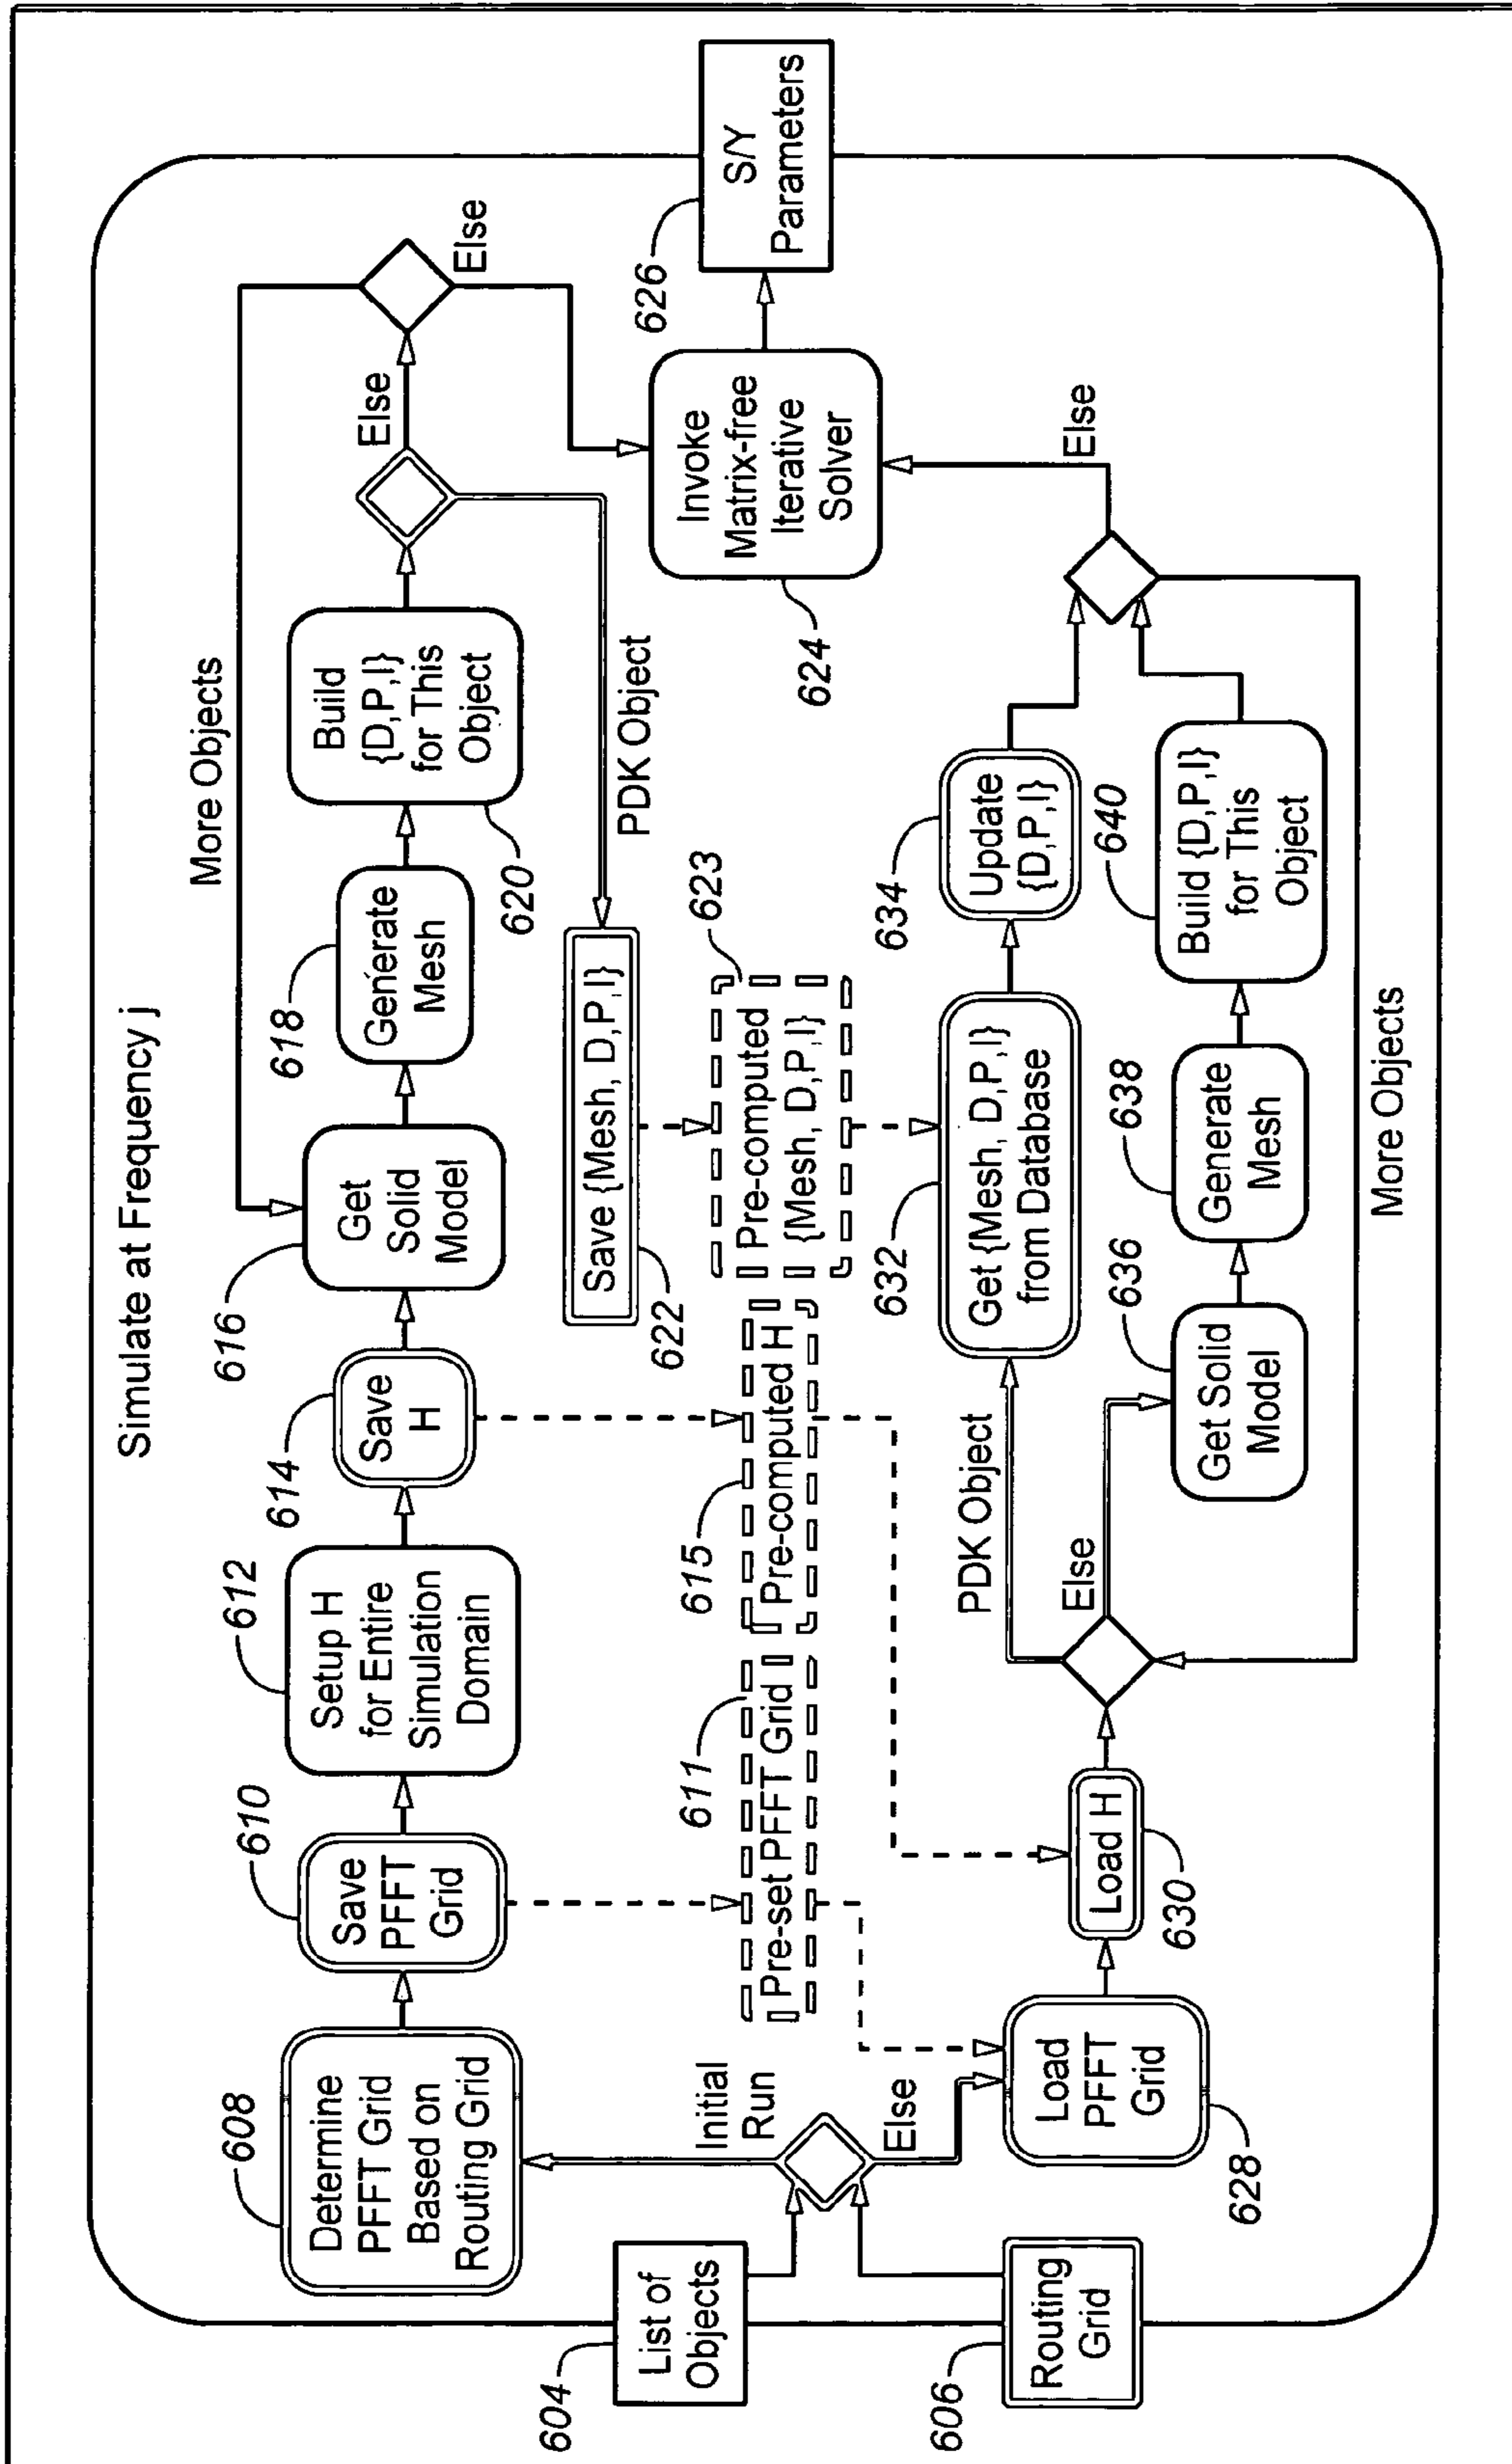 Simulate at Frequency j
604
List of
Objects
606
Routing
Grid
Initial
Run
Else
608
Determine
PFFT Grid
Based on
Routing Grid
610
Save
PFFT
Grid
612
Setup H
for Entire
Simulation
Domain
614
Save
H
616
Get
Solid
Model
618
Generate
Mesh
620
Build
{D,P,I}
for This
Object
More Objects
Else
Else
PDK Object
622
Save {Mesh, D,P,I}
611
Pre-set PFFT Grid
615
Pre-computed H
623
Pre-computed
{Mesh, D,P,I}
624
Invoke
Matrix-free
Iterative
Solver
626
S/Y
Parameters
628
Load
PFFT
Grid
630
Load H
PDK Object
Else
632
Get {Mesh, D,P,I}
from Database
634
Update
{D,P,I}
636
Get Solid
Model
638
Generate
Mesh
640
Build {D,P,I}
for This
Object
Else
More Objects